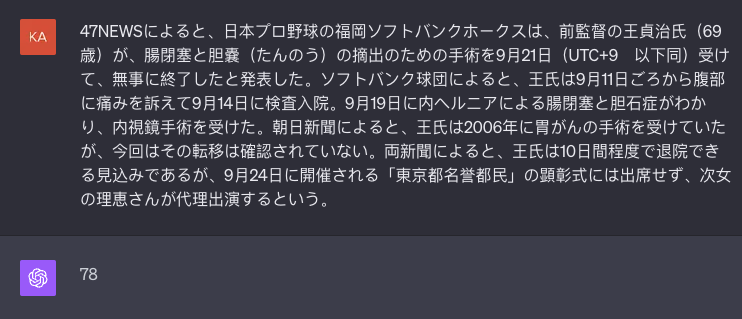 KA
47NEWSによると、日本プロ野球の福岡ソフトバンクホークスは、前監督の王貞治氏（69
歳）が、腸閉塞と胆嚢（たんのう）の摘出のための手術を9月21日（UTC+9　以下同）受け
て、無事に終了したと発表した。ソフトバンク球団によると、王氏は9月11日ごろから腹部
に痛みを訴えて9月14日に検査入院。9月19日に内ヘルニアによる腸閉塞と胆石症がわか
り、内視鏡手術を受けた。朝日新聞によると、王氏は2006年に胃がんの手術を受けていた
が、今回はその転移は確認されていない。両新聞によると、王氏は10日間程度で退院でき
る見込みであるが、9月24日に開催される「東京都名誉都民」の顕彰式には出席せず、次女
の理恵さんが代理出演するという。
78